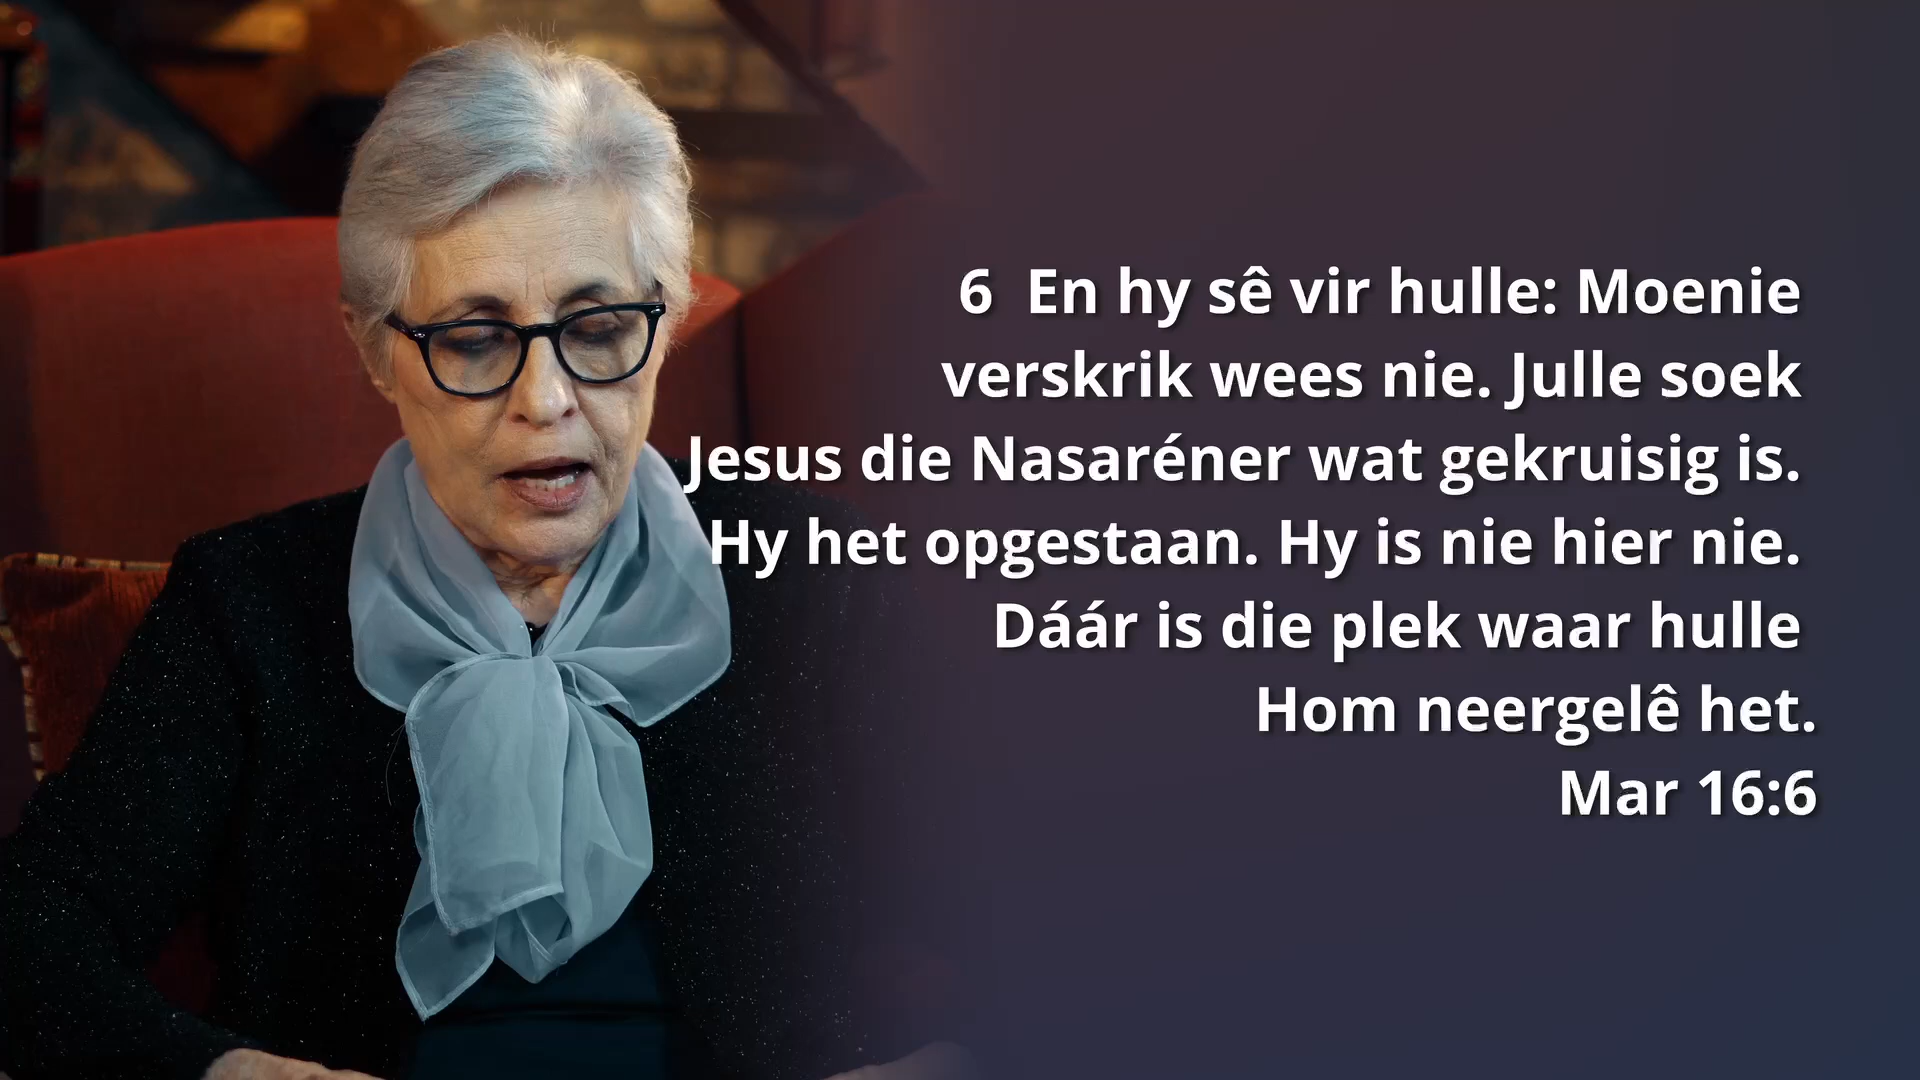 6 En hy sê vir hulle: Moenie
verskrik wees nie. Julle soek
Jesus die Nasaréner wat gekruisig is.
Hy het opgestaan. Hy is nie hier nie.
Dáár is die plek waar hulle
Hom neergelê het.
Mar 16:6